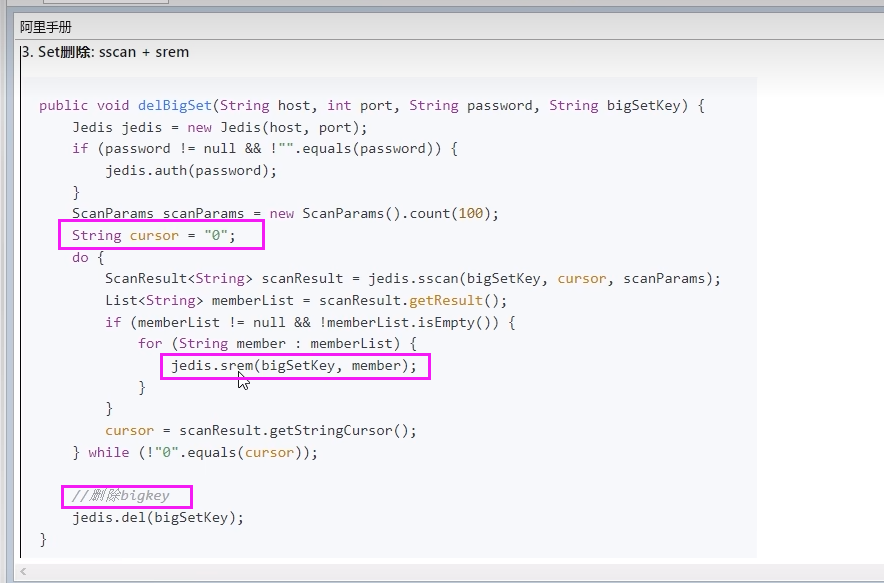 阿里手册
3. Set删除: sscan + srem
public void delBigSet(String host, int port, String password, String bigSetKey) {
    Jedis jedis = new Jedis(host, port);
    if (password != null && !"".equals(password)) {
        jedis.auth(password);
    }
    ScanParams scanParams = new ScanParams().count(100);
    String cursor = "0";
    do {
        ScanResult<String> scanResult = jedis.sscan(bigSetKey, cursor, scanParams);
        List<String> memberList = scanResult.getResult();
        if (memberList != null && !memberList.isEmpty()) {
            for (String member : memberList) {
                jedis.srem(bigSetKey, member);
            }
        }
        cursor = scanResult.getStringCursor();
    } while (!"0".equals(cursor));
    //删除bigkey
    jedis.del(bigSetKey);
}